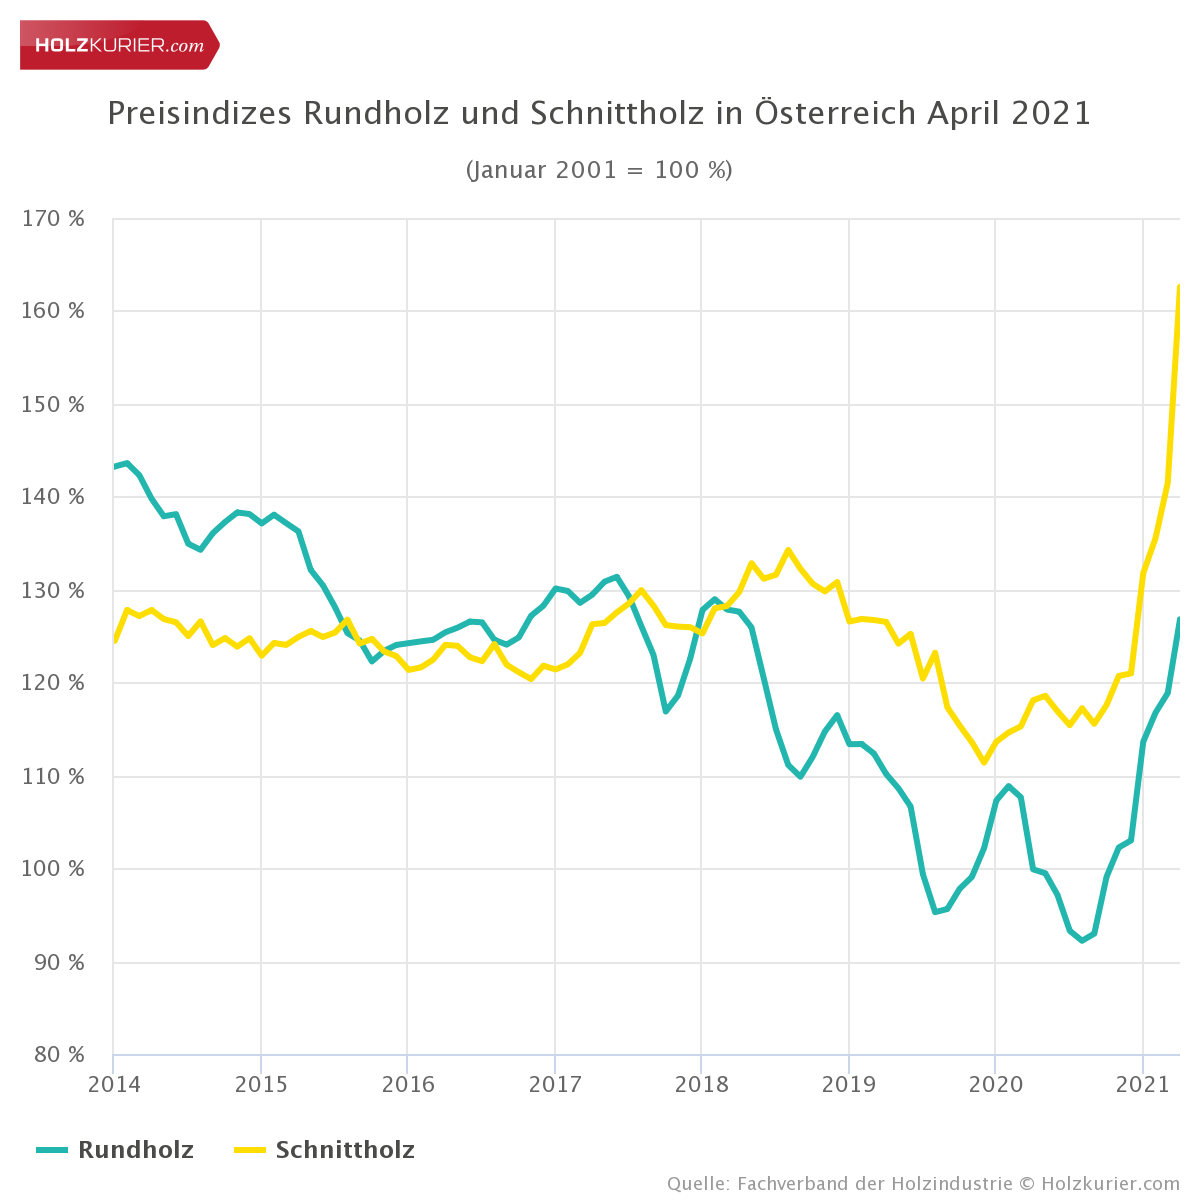 HOLZKURIER.com
Preisindizes Rundholz und Schnittholz in Österreich April 2021
(Januar 2001 = 100 %)
170 %
160 %
150 %
140 %
130 %
120 %
110 %
100 %
90 %
80 %
2014 2015 2016 2017 2018 2019 2020 2021
Rundholz Schnittholz
Quelle: Fachverband der Holzindustrie © Holzkurier.com